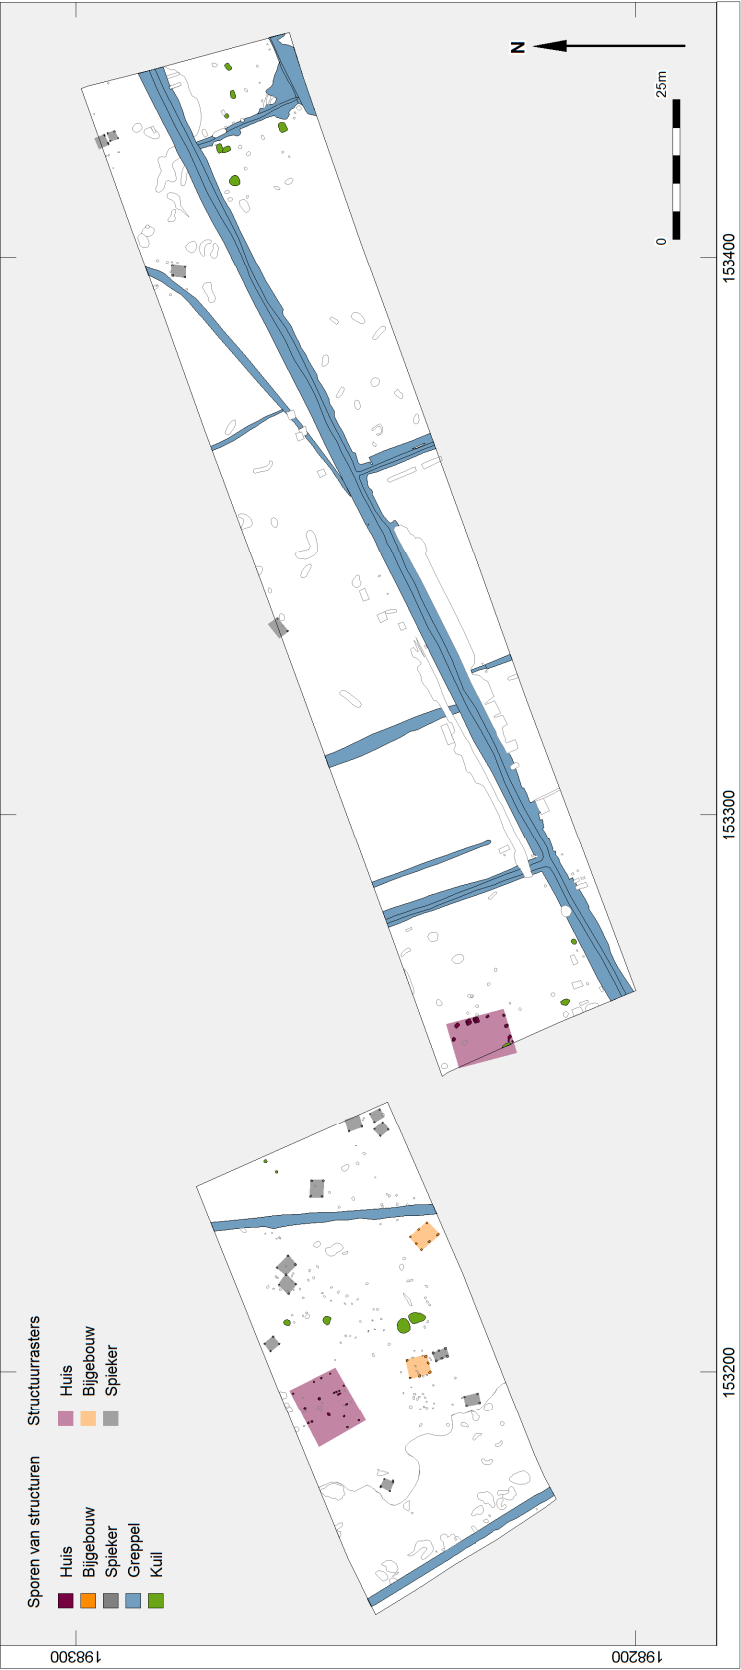 Sporen van structuren
Huis
Bijgebouw
Spieker
Greppel
Kuil
Structuurrasters
Huis
Bijgebouw
Spieker
N
0
25m
153200
153300
153400
198300
198200